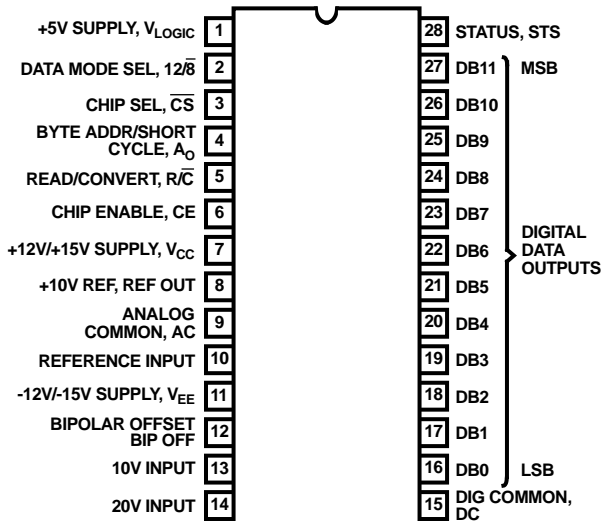 +5V SUPPLY, VLOGIC 1
DATA MODE SEL, 12/8̅ 2
CHIP SEL, C̅S̅ 3
BYTE ADDR/SHORT
CYCLE, AO 4
READ/CONVERT, R/C̅ 5
CHIP ENABLE, CE 6
+12V/+15V SUPPLY, VCC 7
+10V REF, REF OUT 8
ANALOG
COMMON, AC 9
REFERENCE INPUT 10
-12V/-15V SUPPLY, VEE 11
BIPOLAR OFFSET
BIP OFF 12
10V INPUT 13
20V INPUT 14
28 STATUS, STS
27 DB11 MSB
26 DB10
25 DB9
24 DB8
23 DB7
22 DB6
21 DB5
20 DB4
19 DB3
18 DB2
17 DB1
16 DB0 LSB
15 DIG COMMON,
DC
DIGITAL
DATA
OUTPUTS